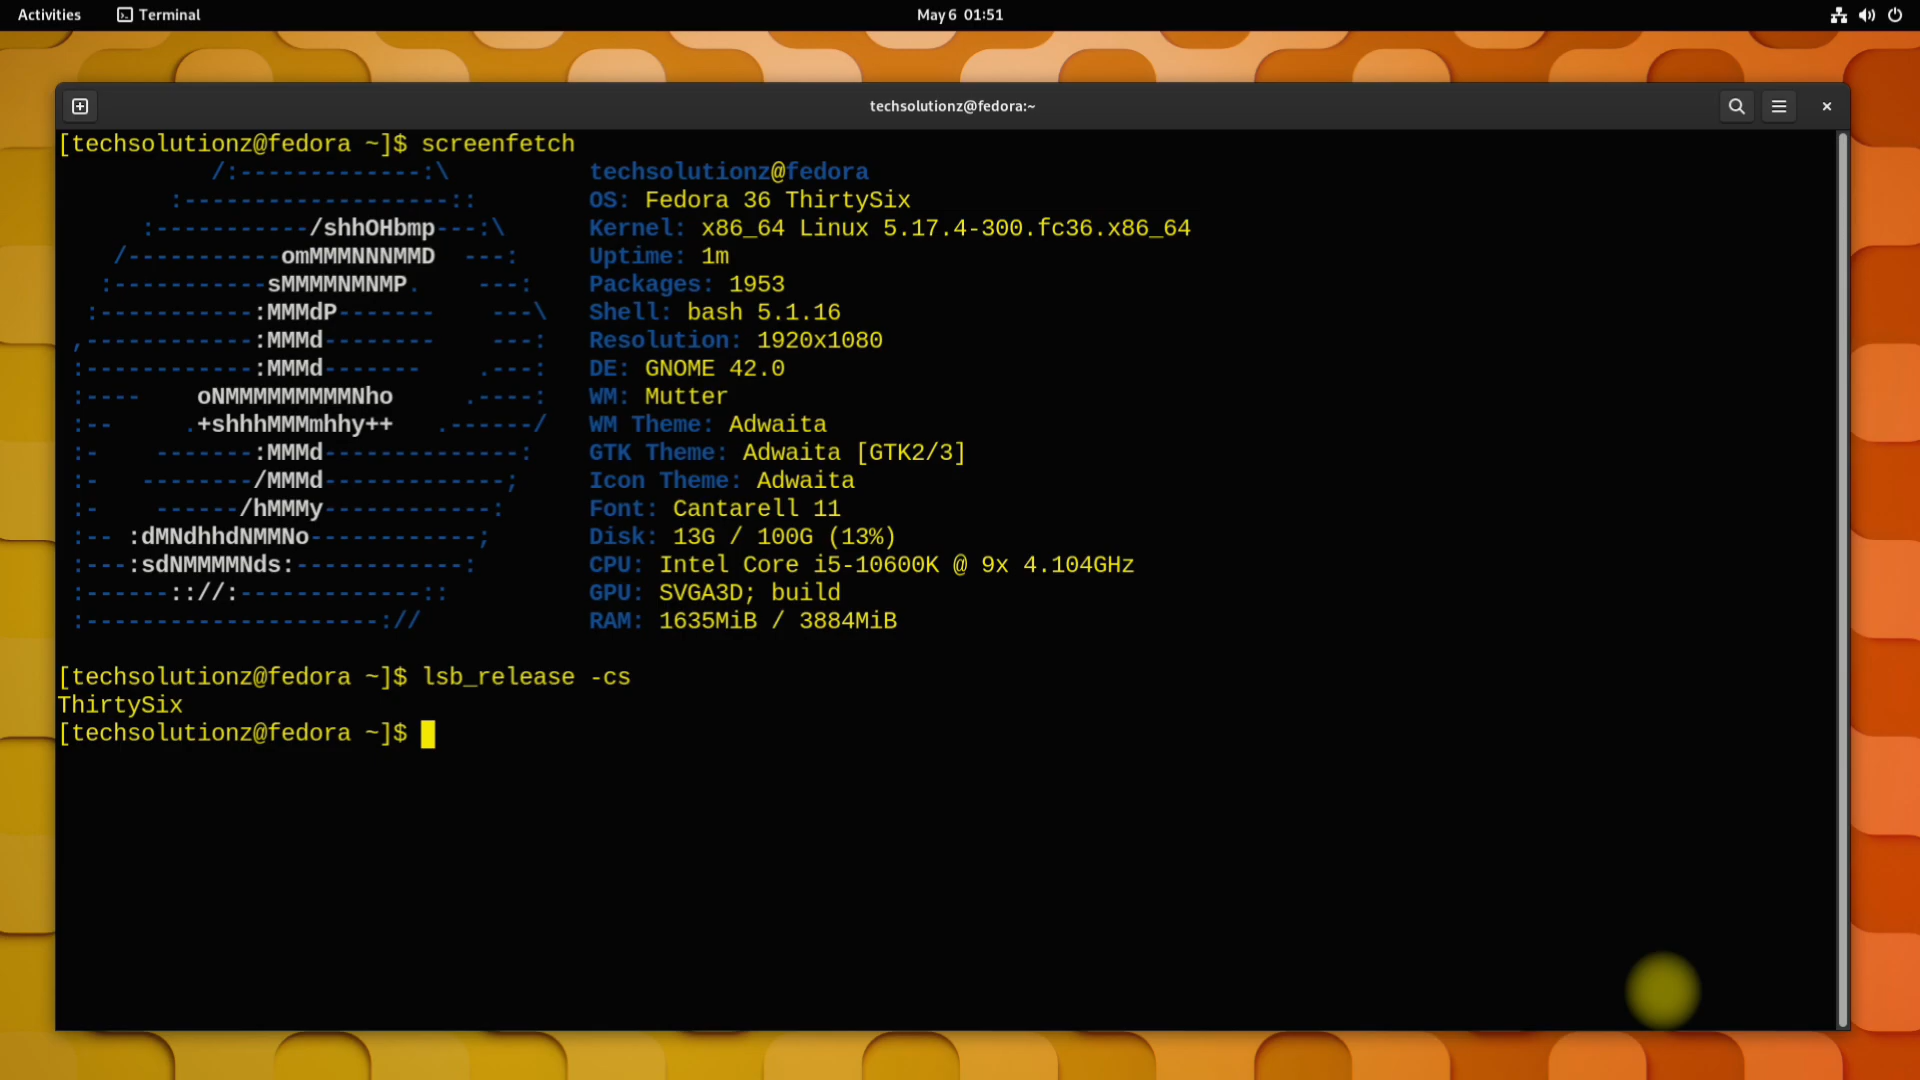 Activities Terminal May 6 01:51
techsolutionz@fedora:~
[techsolutionz@fedora ~]$ screenfetch
/:-------------:\ techsolutionz@fedora
:-------------------:: OS: Fedora 36 ThirtySix
:-----------/shhOHbmp---:\ Kernel: x86_64 Linux 5.17.4-300.fc36.x86_64
/-----------omMMMNNNMMD ---: Uptime: 1m
:-----------sMMMMNMNMP. ---: Packages: 1953
:-----------:MMMdP------- ---\ Shell: bash 5.1.16
,------------:MMMd-------- ---: Resolution: 1920x1080
:------------:MMMd------- .---: DE: GNOME 42.0
:---- oNMMMMMMMMMNho .----: WM: Mutter
:-- .+shhhMMMmhhy++ .------/ WM Theme: Adwaita
:- -------:MMMd--------------: GTK Theme: Adwaita [GTK2/3]
:- --------/MMMd-------------; Icon Theme: Adwaita
:- ------/hMMMy------------: Font: Cantarell 11
:-- :dMNdhhdNMMNo------------; Disk: 13G / 100G (13%)
:---:sdNMMMMNds:------------: CPU: Intel Core i5-10600K @ 9x 4.104GHz
:------:://:-------------:: GPU: SVGA3D; build
:---------------------:// RAM: 1635MiB / 3884MiB
[techsolutionz@fedora ~]$ lsb_release -cs
ThirtySix
[techsolutionz@fedora ~]$